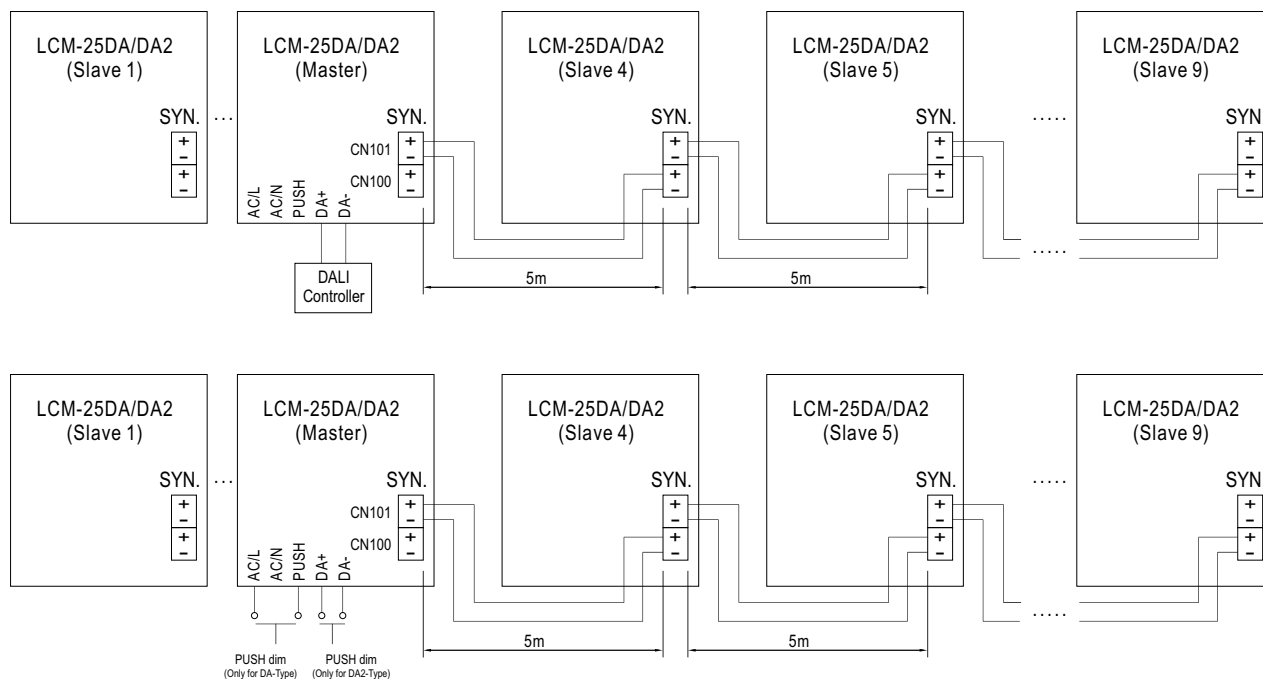 LCM-25DA/DA2
(Slave 1)
SYN.
+
-
+
-
...
LCM-25DA/DA2
(Master)
SYN.
CN101
+
-
CN100
+
-
AC/L
AC/N
PUSH
DA+
DA-
DALI
Controller
5m
LCM-25DA/DA2
(Slave 4)
SYN.
+
-
+
-
5m
LCM-25DA/DA2
(Slave 5)
SYN.
+
-
+
-
.....
.....
LCM-25DA/DA2
(Slave 9)
SYN
+
-
+
-
LCM-25DA/DA2
(Slave 1)
SYN.
+
-
+
-
...
LCM-25DA/DA2
(Master)
SYN.
CN101
+
-
CN100
+
-
AC/L
AC/N
PUSH
DA+
DA-
PUSH dim
(Only for DA-Type)
PUSH dim
(Only for DA2-Type)
5m
LCM-25DA/DA2
(Slave 4)
SYN.
+
-
+
-
5m
LCM-25DA/DA2
(Slave 5)
SYN.
+
-
+
-
.....
.....
LCM-25DA/DA2
(Slave 9)
SYN
+
-
+
-